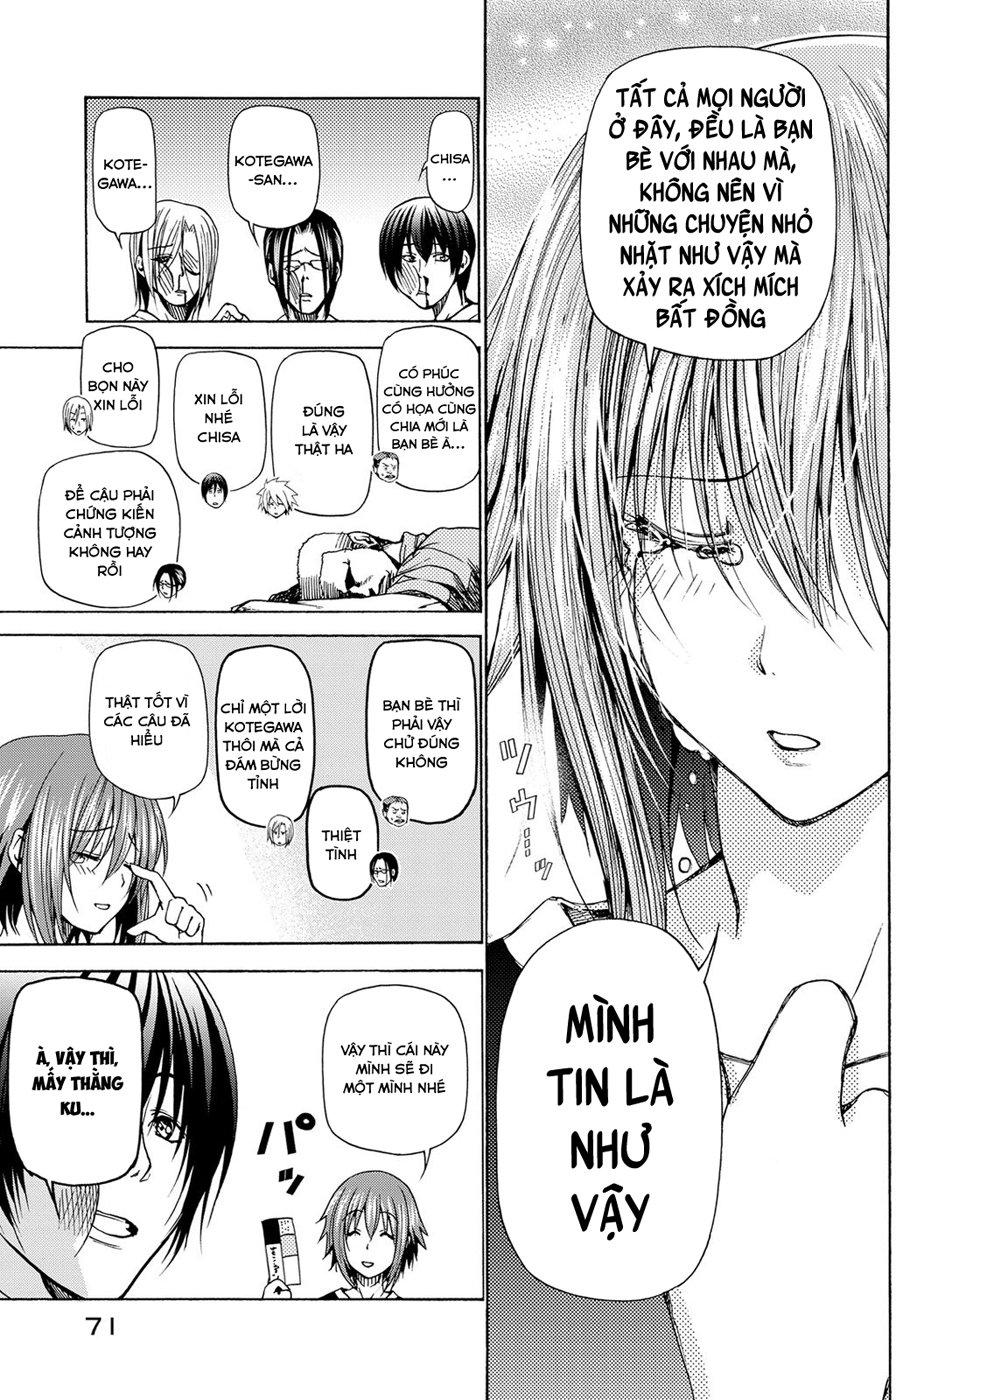 TẤT CẢ MỌI NGƯỜI
Ở ĐÂY, ĐỀU LÀ BẠN
BÈ VỚI NHAU MÀ,
KHÔNG NÊN VÌ
NHỮNG CHUYỆN NHỎ
NHẶT NHƯ VẬY MÀ
XẢY RA XÍCH MÍCH
BẤT ĐỒNG
ツッ
ウゥ…
MÌNH
TIN LÀ
NHƯ
VẬY
CHISA
...
KOTEGAWA
-SAN...
KOTE-
GAWA...
CÓ PHÚC
CÙNG HƯỞNG
CÓ HỌA CÙNG
CHIA MỚI LÀ
BẠN BÈ À...
ĐÚNG
LÀ VẬY
THẬT HA
XIN LỖI
NHÉ
CHISA
CHO
BỌN NÀY
XIN LỖI
ĐỂ CẬU PHẢI
CHỨNG KIẾN
CẢNH TƯỢNG
KHÔNG HAY
RỒI
BẠN BÈ THÌ
PHẢI VẬY
CHỨ ĐÚNG
KHÔNG
THIỆT
TÌNH
CHỈ MỘT LỜI
KOTEGAWA
THÔI MÀ CẢ
ĐÁM BỪNG
TỈNH
THẬT TỐT VÌ
CÁC CẬU ĐÃ
HIỂU
VẬY THÌ CÁI NÀY
MÌNH SẼ ĐI
MỘT MÌNH NHÉ
パッ
À, VẬY THÌ,
MẤY THẰNG
KU...
71